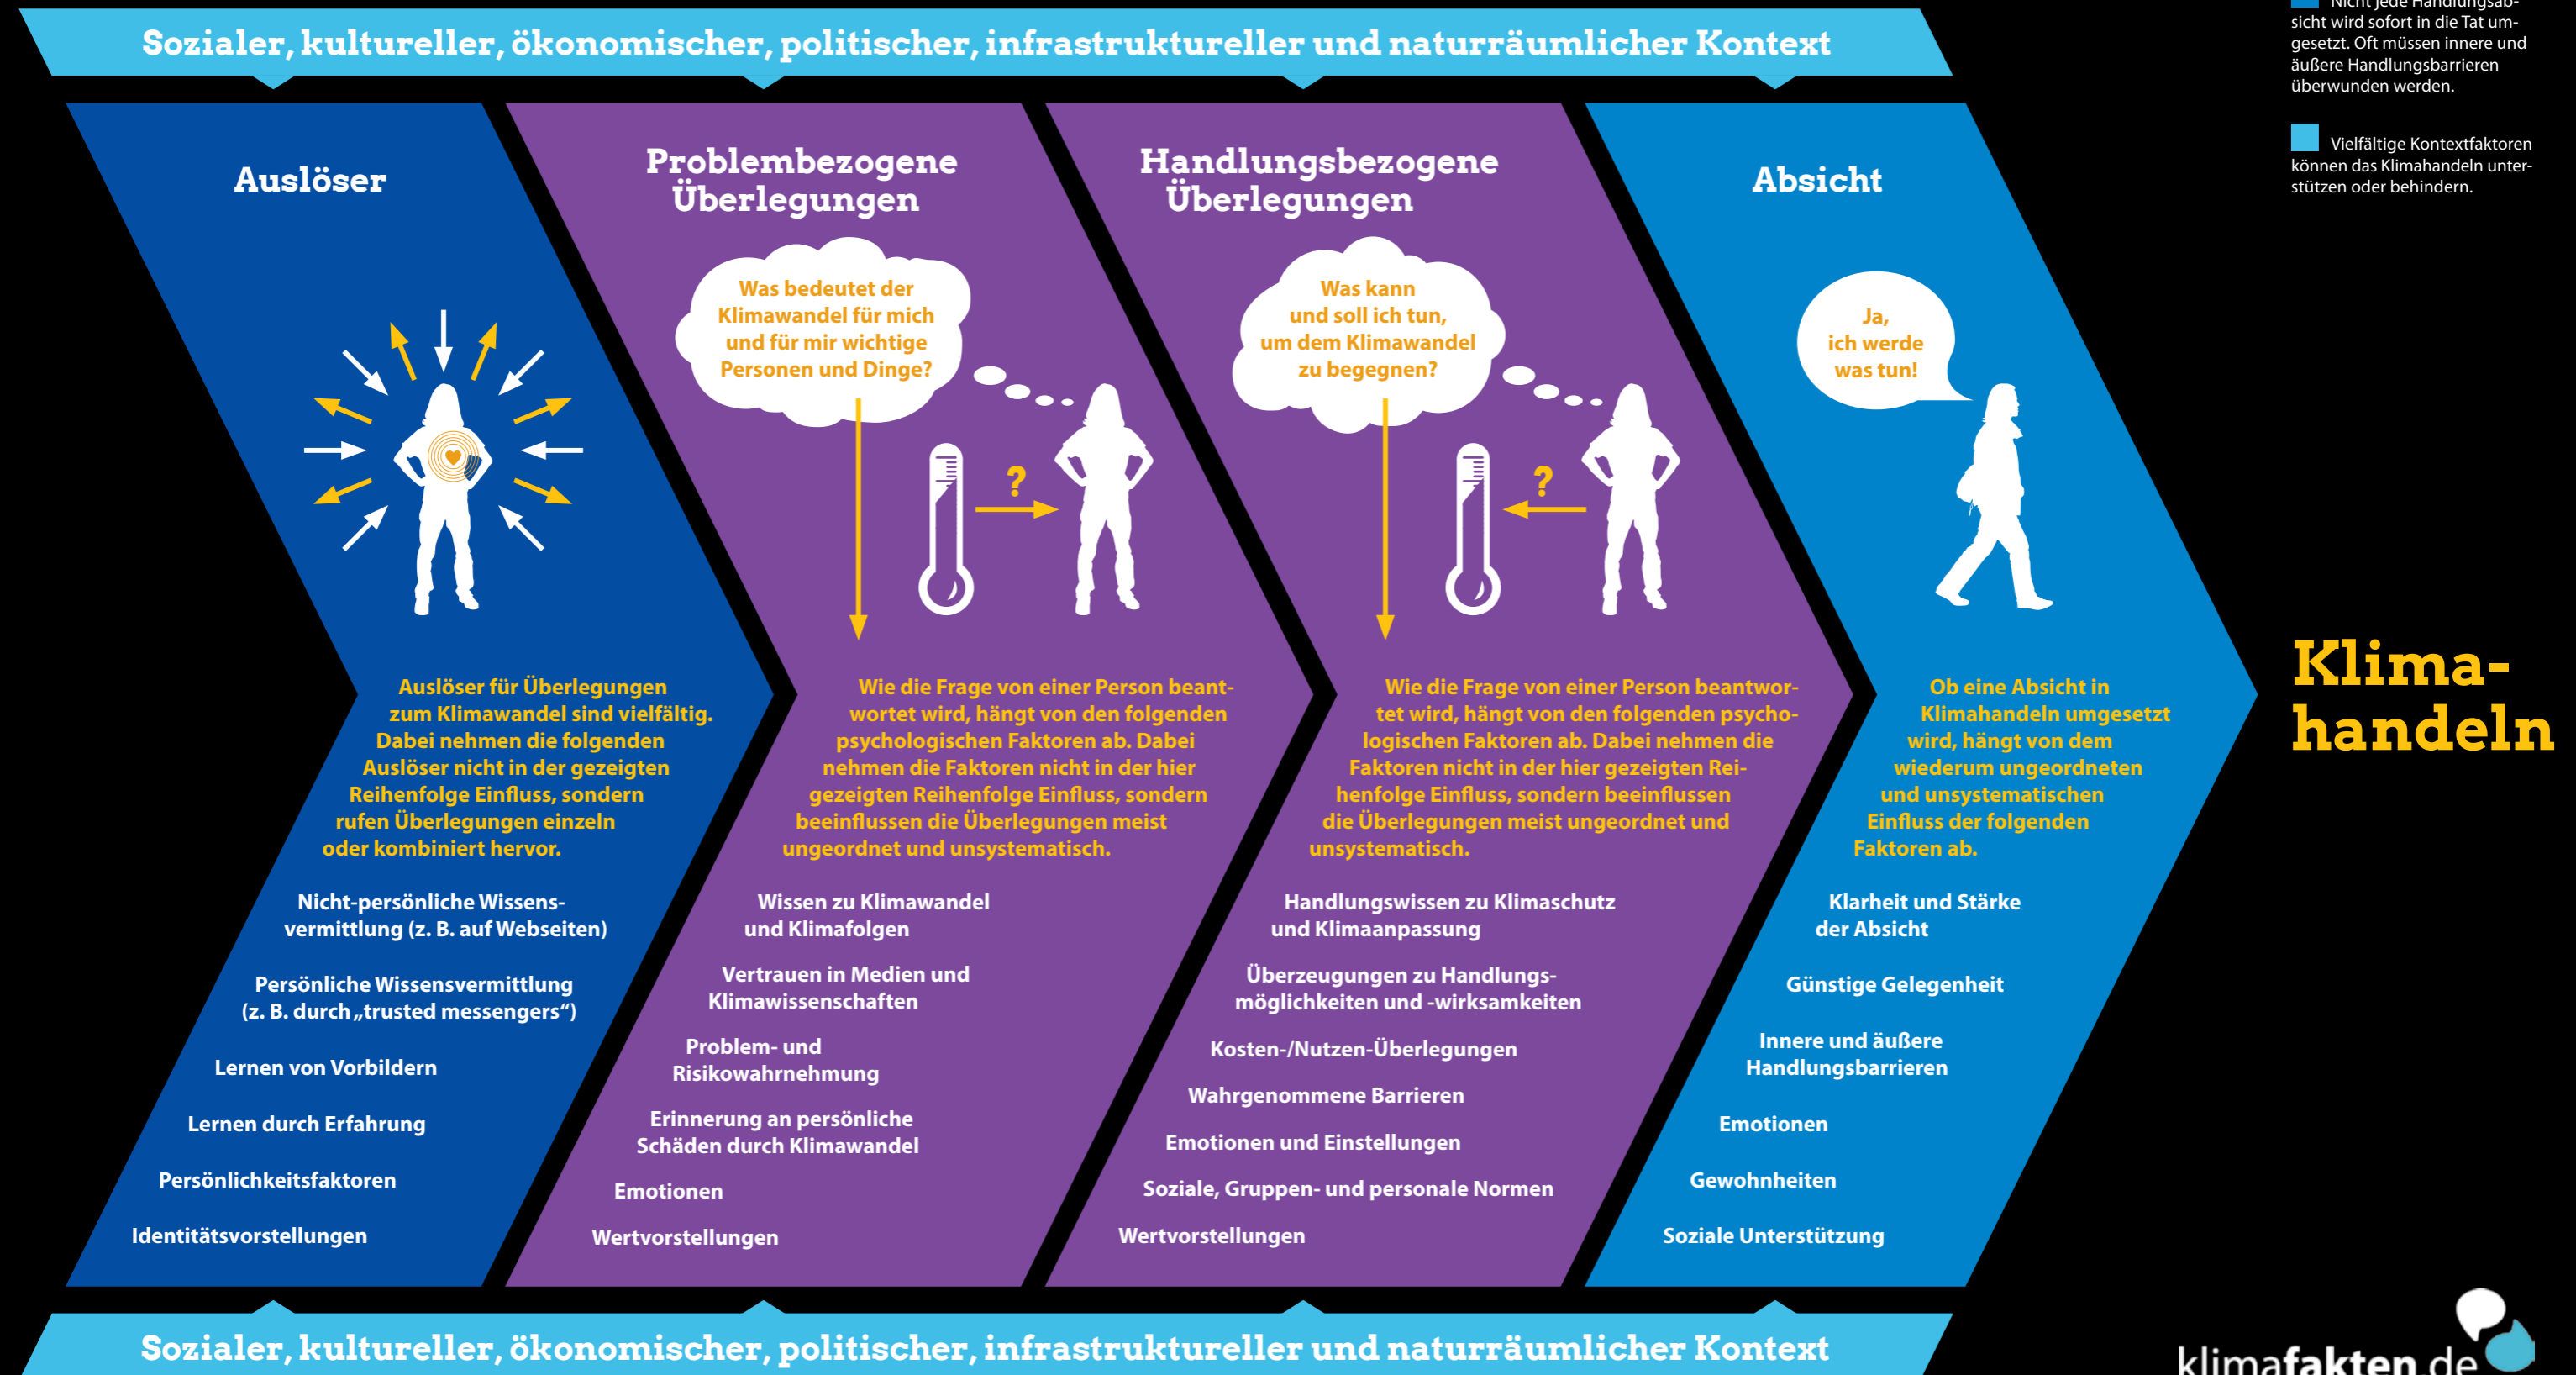 Sozialer, kultureller, ökonomischer, politischer, infrastruktureller und naturräumlicher Kontext
Auslöser
Auslöser für Überlegungen
zum Klimawandel sind vielfältig.
Dabei nehmen die folgenden
Auslöser nicht in der gezeigten
Reihenfolge Einfluss, sondern
rufen Überlegungen einzeln
oder kombiniert hervor.
Nicht-persönliche Wissens-
vermittlung (z. B. auf Webseiten)
Persönliche Wissensvermittlung
(z. B. durch „trusted messengers“)
Lernen von Vorbildern
Lernen durch Erfahrung
Persönlichkeitsfaktoren
Identitätsvorstellungen
Problembezogene
Überlegungen
Was bedeutet der
Klimawandel für mich
und für mir wichtige
Personen und Dinge?
?
Wie die Frage von einer Person beant-
wortet wird, hängt von den folgenden
psychologischen Faktoren ab. Dabei
nehmen die Faktoren nicht in der hier
gezeigten Reihenfolge Einfluss, sondern
beeinflussen die Überlegungen meist
ungeordnet und unsystematisch.
Wissen zu Klimawandel
und Klimafolgen
Vertrauen in Medien und
Klimawissenschaften
Problem- und
Risikowahrnehmung
Erinnerung an persönliche
Schäden durch Klimawandel
Emotionen
Wertvorstellungen
Handlungsbezogene
Überlegungen
Was kann
und soll ich tun,
um dem Klimawandel
zu begegnen?
?
Wie die Frage von einer Person beantwor-
tet wird, hängt von den folgenden psycho-
logischen Faktoren ab. Dabei nehmen die
Faktoren nicht in der hier gezeigten Rei-
henfolge Einfluss, sondern beeinflussen
die Überlegungen meist ungeordnet und
unsystematisch.
Handlungswissen zu Klimaschutz
und Klimaanpassung
Überzeugungen zu Handlungs-
möglichkeiten und -wirksamkeiten
Kosten-/Nutzen-Überlegungen
Wahrgenommene Barrieren
Emotionen und Einstellungen
Soziale, Gruppen- und personale Normen
Wertvorstellungen
Absicht
Ja,
ich werde
was tun!
Ob eine Absicht in
Klimahandeln umgesetzt
wird, hängt von dem
wiederum ungeordneten
und unsystematischen
Einfluss der folgenden
Faktoren ab.
Klarheit und Stärke
der Absicht
Günstige Gelegenheit
Innere und äußere
Handlungsbarrieren
Emotionen
Gewohnheiten
Soziale Unterstützung
Nicht jede Handlungsab-
sicht wird sofort in die Tat um-
gesetzt. Oft müssen innere und
äußere Handlungsbarrieren
überwunden werden.
Vielfältige Kontextfaktoren
können das Klimahandeln unter-
stützen oder behindern.
Klima-
handeln
Sozialer, kultureller, ökonomischer, politischer, infrastruktureller und naturräumlicher Kontext
klimafakten.de